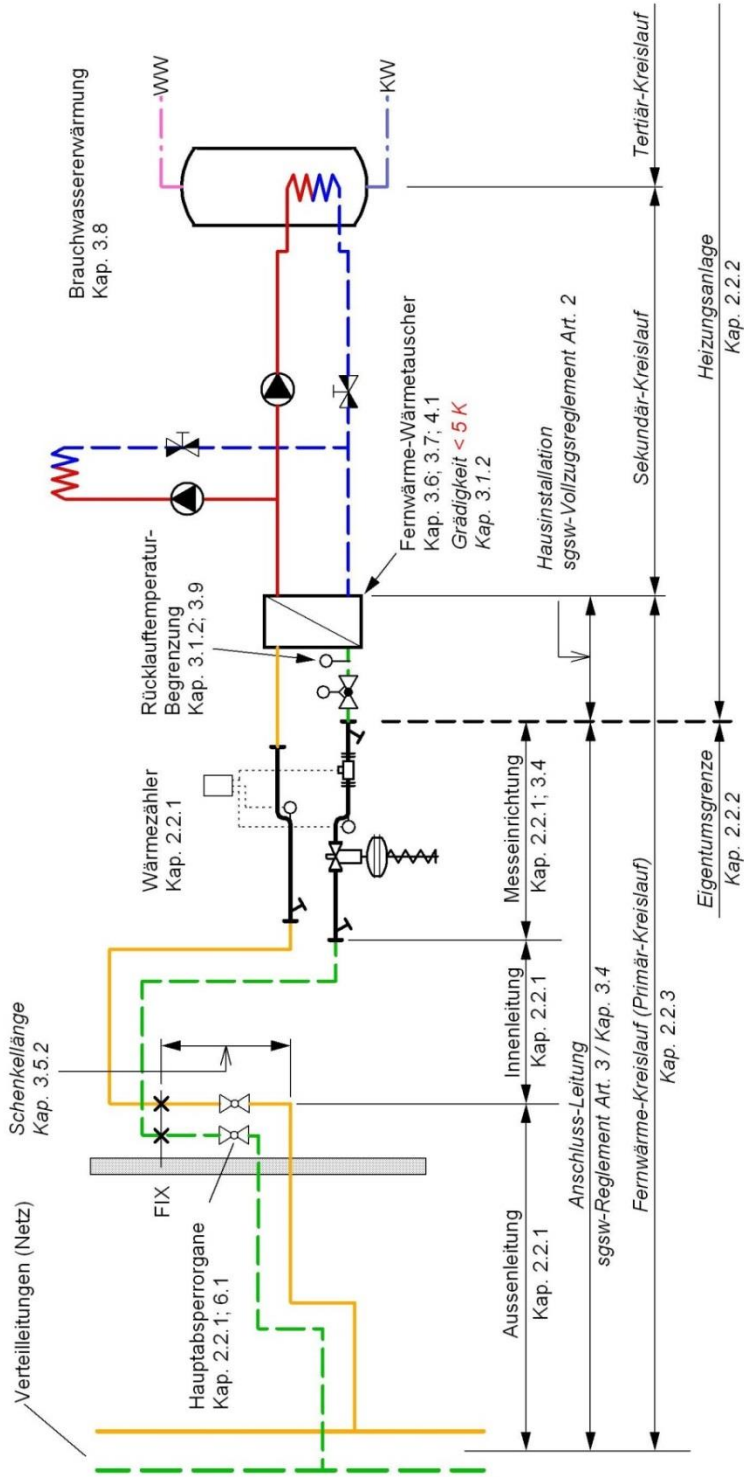 Verteilleitungen (Netz)
Schenkellänge
Kap. 3.5.2
FIX
Hauptabsperrorgane
Kap. 2.2.1; 6.1
Wärmezähler
Kap. 2.2.1
Rücklauftemperatur-
Begrenzung
Kap. 3.1.2; 3.9
Brauchwassererwärmung
Kap. 3.8
WW
KW
Fernwärme-Wärmetauscher
Kap. 3.6; 3.7; 4.1
Grädigkeit < 5 K
Kap. 3.1.2
Hausinstallation
sgsw-Vollzugsreglement Art. 2
Aussenleitung
Kap. 2.2.1
Innenleitung
Kap. 2.2.1
Messeinrichtung
Kap. 2.2.1; 3.4
Anschluss-Leitung
sgsw-Reglement Art. 3 / Kap. 3.4
Fernwärme-Kreislauf (Primär-Kreislauf)
Kap. 2.2.3
Sekundär-Kreislauf
Tertiär-Kreislauf
Eigentumsgrenze
Kap. 2.2.2
Heizungsanlage
Kap. 2.2.2